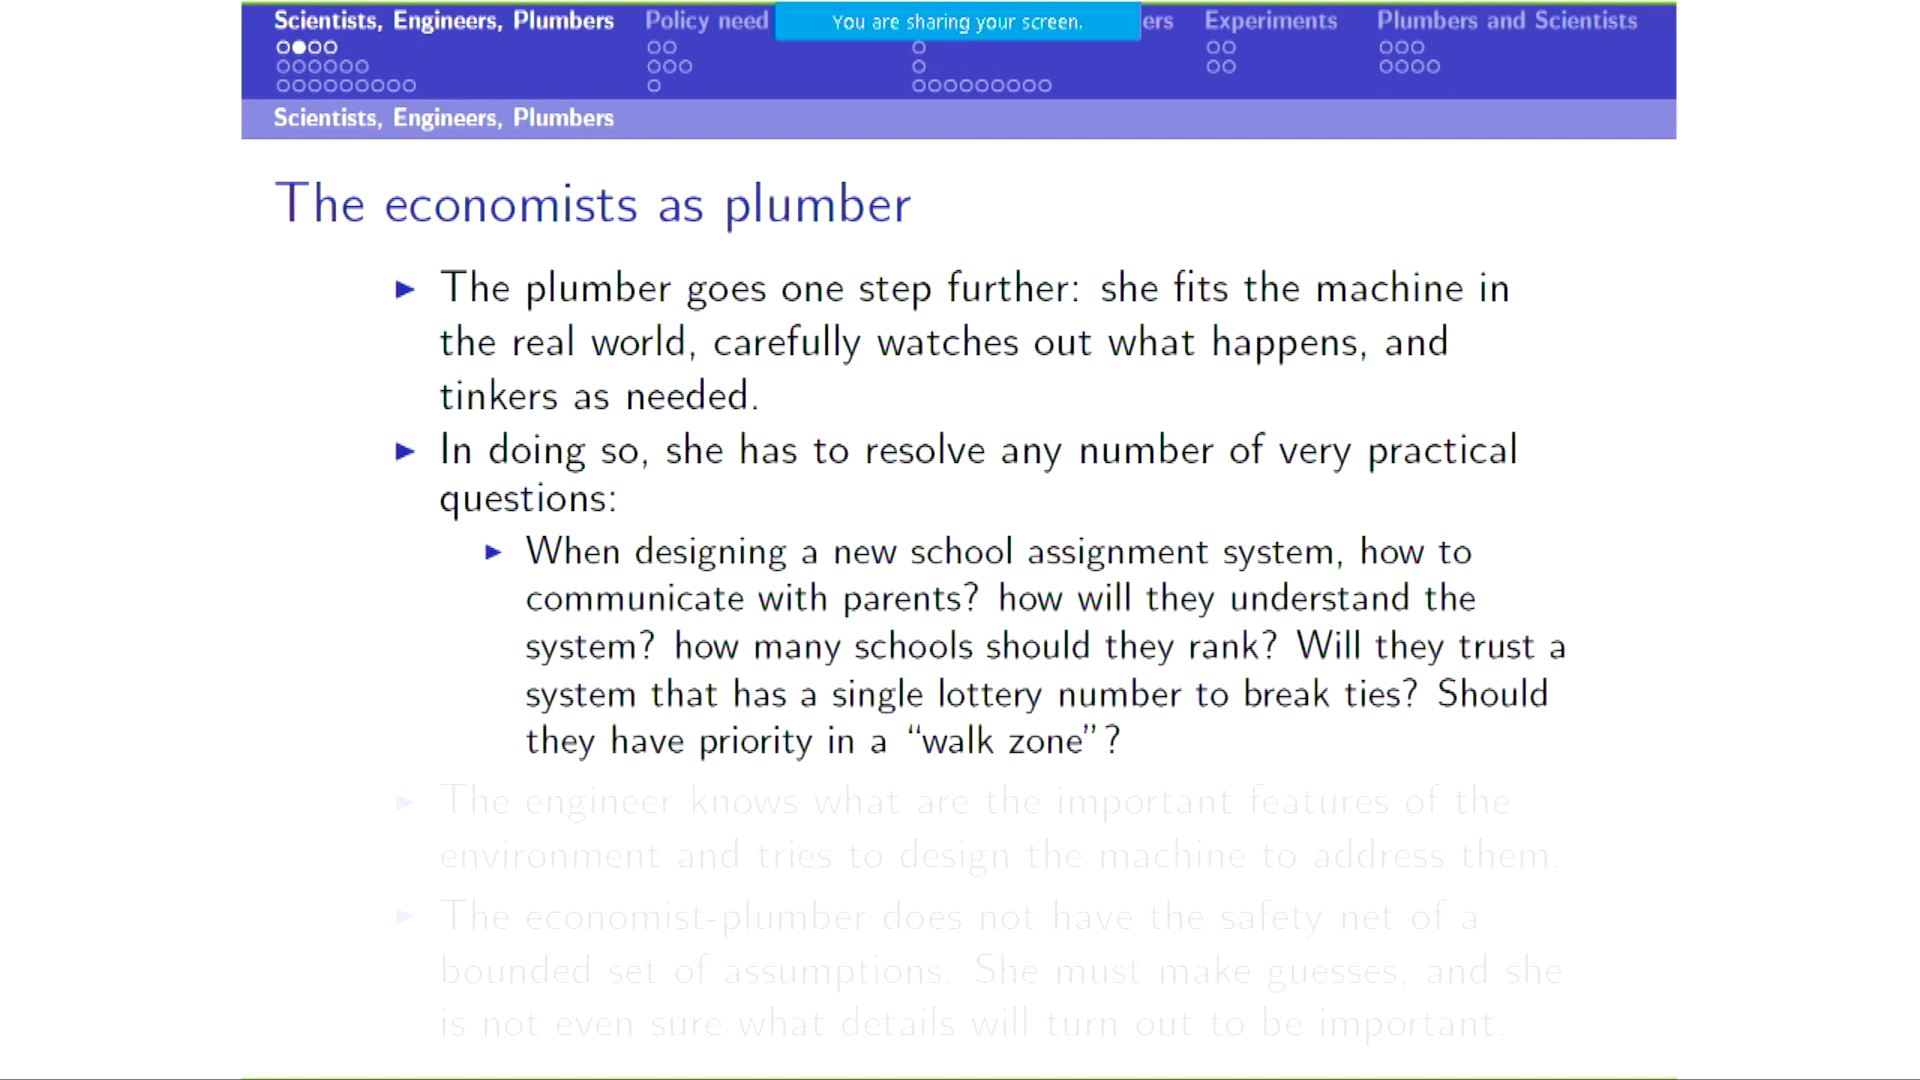 Scientists, Engineers, Plumbers Policy need You are sharing your screen. ers Experiments Plumbers and Scientists
Scientists, Engineers, Plumbers
The economists as plumber
The plumber goes one step further: she fits the machine in
the real world, carefully watches out what happens, and
tinkers as needed.
In doing so, she has to resolve any number of very practical
questions:
When designing a new school assignment system, how to
communicate with parents? how will they understand the
system? how many schools should they rank? Will they trust a
system that has a single lottery number to break ties? Should
they have priority in a “walk zone”?
The engineer knows what are the important features of the
environment and tries to design the machine to address them.
The economist-plumber does not have the safety net of a
bounded set of assumptions. She must make guesses, and she
is not even sure what details will turn out to be important.